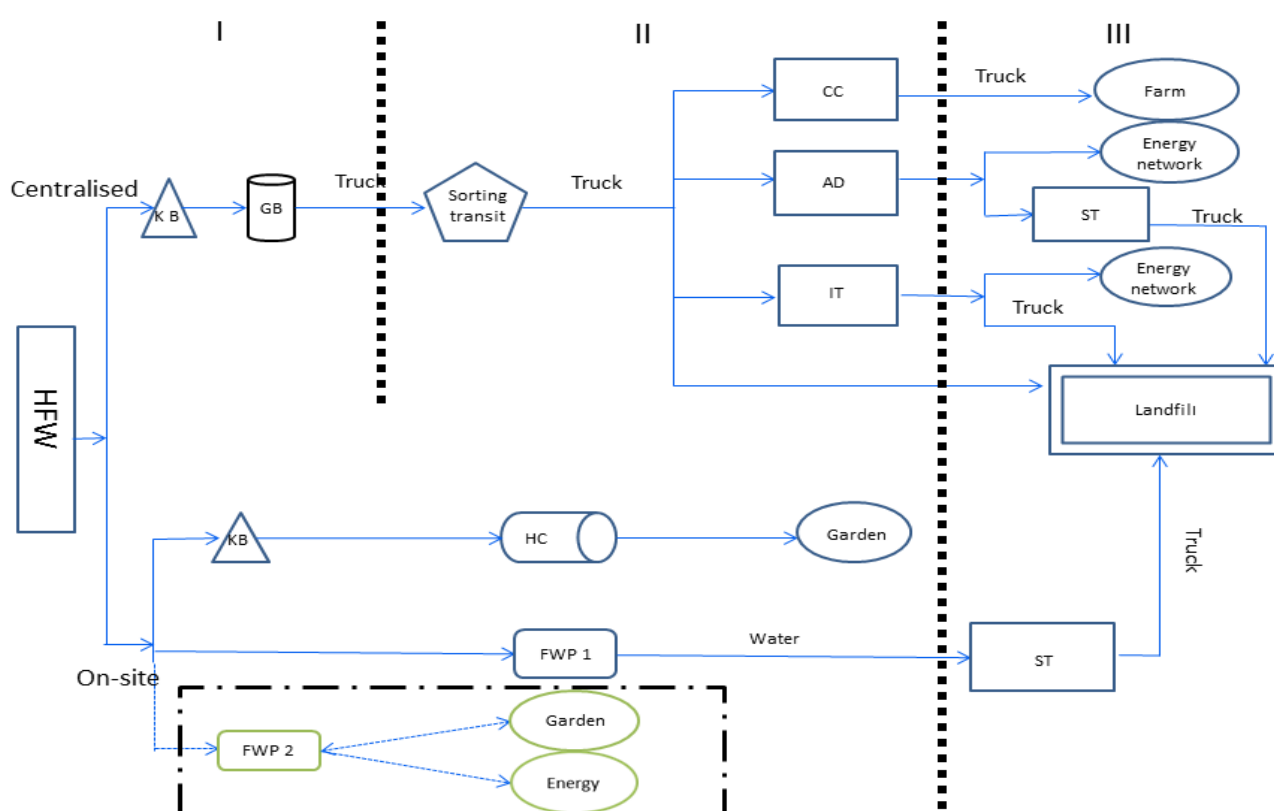 I
II
III
Truck
CC
Farm
Energy
network
Centralised
K B
GB
Truck
Sorting
transit
Truck
AD
ST
Truck
Energy
network
IT
Truck
HFW
Landfill
KB
HC
Garden
Truck
Water
FWP 1
ST
On-site
Garden
FWP 2
Energy